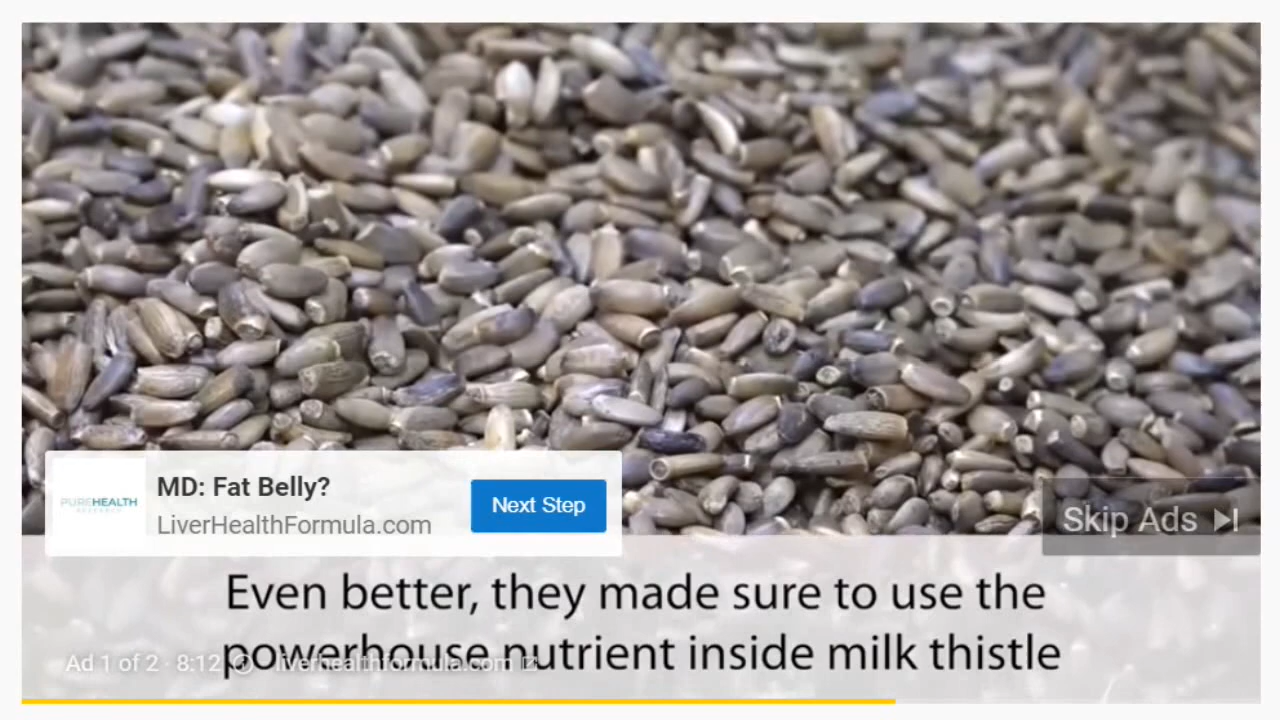 PUREHEALTH
RESEARCH
MD: Fat Belly?
LiverHealthFormula.com
Next Step
Skip Ads
Even better, they made sure to use the
powerhouse nutrient inside milk thistle
Ad 1 of 2 · 8:12 liverhealthformula.com